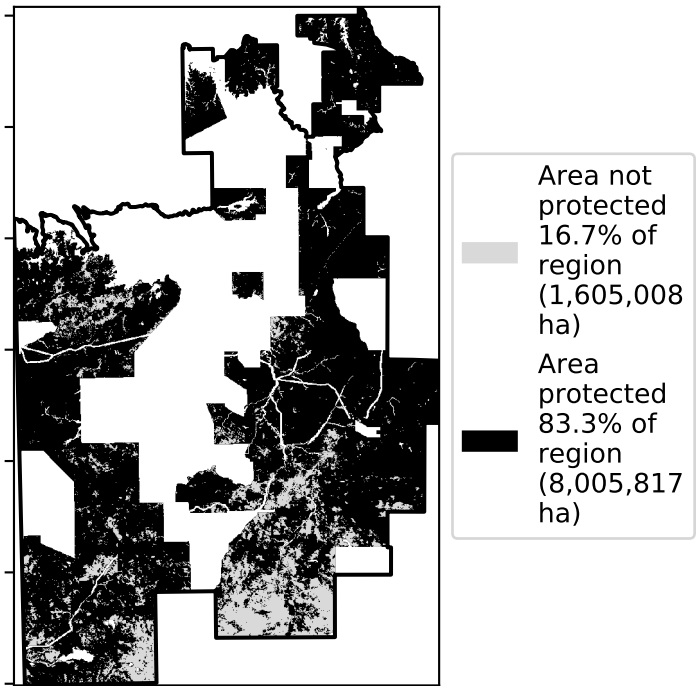 Area not
protected
16.7% of
region
(1,605,008
ha)
Area
protected
83.3% of
region
(8,005,817
ha)